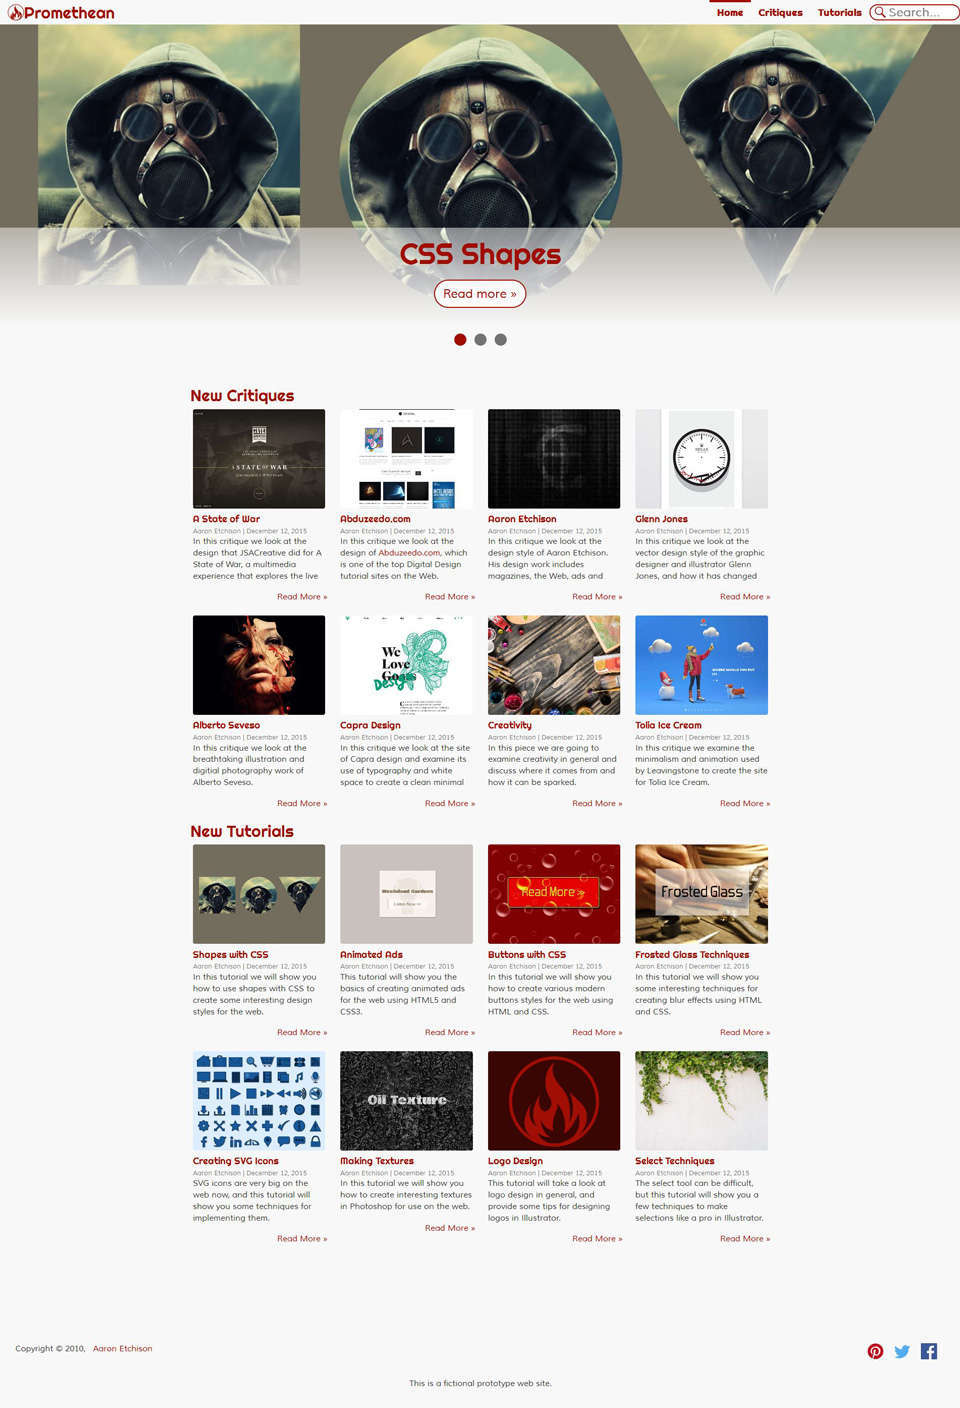 Promethean
Home Critiques Tutorials Search...
CSS Shapes
Read more »
New Critiques
A STATE OF WAR
A State of War
Aaron Etchison | December 12, 2015
In this critique we look at the
design that JSACreative did for A
State of War, a multimedia
experience that explores the live
Read More »
Abduzeedo.com
Aaron Etchison | December 12, 2015
In this critique we look at the
design of Abduzeedo.com, which
is one of the top Digital Design
tutorial sites on the Web.
Read More »
Aaron Etchison
Aaron Etchison | December 12, 2015
In this critique we look at the
design style of Aaron Etchison.
His design work includes
magazines, the Web, ads and
Read More »
Glenn Jones
Aaron Etchison | December 12, 2015
In this critique we look at the
vector design style of the graphic
designer and illustrator Glenn
Jones, and how it has changed
Read More »
Alberto Seveso
Aaron Etchison | December 12, 2015
In this critique we look at the
breathtaking illustration and
digitial photography work of
Alberto Seveso.
Read More »
We
Love
Goats
Design
Capra Design
Aaron Etchison | December 12, 2015
In this critique we look at the site
of Capra design and examine its
use of typography and white
space to create a clean minimal
Read More »
Creativity
Aaron Etchison | December 12, 2015
In this piece we are going to
examine creativity in general and
discuss where it comes from and
how it can be sparked.
Read More »
Tolia Ice Cream
Aaron Etchison | December 12, 2015
In this critique we examine the
minimalism and animation used
by Leavingstone to create the site
for Tolia Ice Cream.
Read More »
New Tutorials
Shapes with CSS
Aaron Etchison | December 12, 2015
In this tutorial we will show you
how to use shapes with CSS to
create some interesting design
styles for the web.
Read More »
Animated Ads
Aaron Etchison | December 12, 2015
This tutorial will show you the
basics of creating animated ads
for the web using HTML5 and
CSS3.
Read More »
Read More >>
Buttons with CSS
Aaron Etchison | December 12, 2015
In this tutorial we will show you
how to create various modern
buttons styles for the web using
HTML and CSS.
Read More »
Frosted Glass
Frosted Glass Techniques
Aaron Etchison | December 12, 2015
In this tutorial we will show you
some interesting techniques for
creating blur effects using HTML
and CSS.
Read More »
Creating SVG Icons
Aaron Etchison | December 12, 2015
SVG icons are very big on the
web now, and this tutorial will
show you some techniques for
implementing them.
Read More »
Oil Texture
Making Textures
Aaron Etchison | December 12, 2015
In this tutorial we will show you
how to create interesting textures
in Photoshop for use on the web.
Read More »
Logo Design
Aaron Etchison | December 12, 2015
This tutorial will take a look at
logo design in general, and
provide some tips for designing
logos in Illustrator.
Read More »
Select Techniques
Aaron Etchison | December 12, 2015
The select tool can be difficult,
but this tutorial will show you a
few techniques to make
selections like a pro in Illustrator.
Read More »
Copyright © 2010, Aaron Etchison
This is a fictional prototype web site.